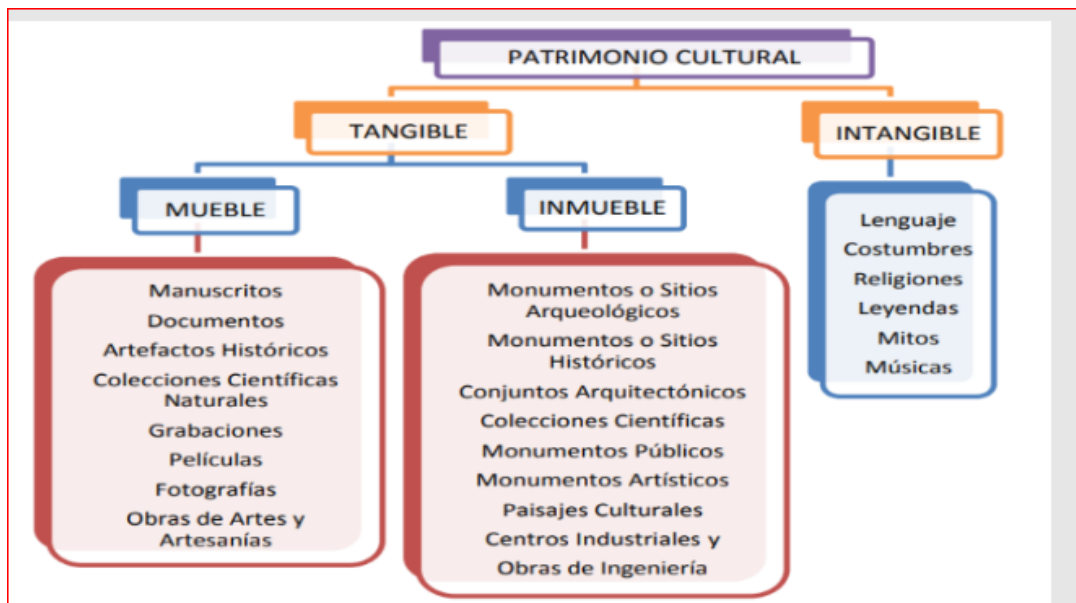 PATRIMONIO CULTURAL
TANGIBLE
INTANGIBLE
MUEBLE
INMUEBLE
Manuscritos
Documentos
Artefactos Históricos
Colecciones Científicas
Naturales
Grabaciones
Películas
Fotografías
Obras de Artes y
Artesanías
Monumentos o Sitios
Arqueológicos
Monumentos o Sitios
Históricos
Conjuntos Arquitectónicos
Colecciones Científicas
Monumentos Públicos
Monumentos Artísticos
Paisajes Culturales
Centros Industriales y
Obras de Ingeniería
Lenguaje
Costumbres
Religiones
Leyendas
Mitos
Músicas